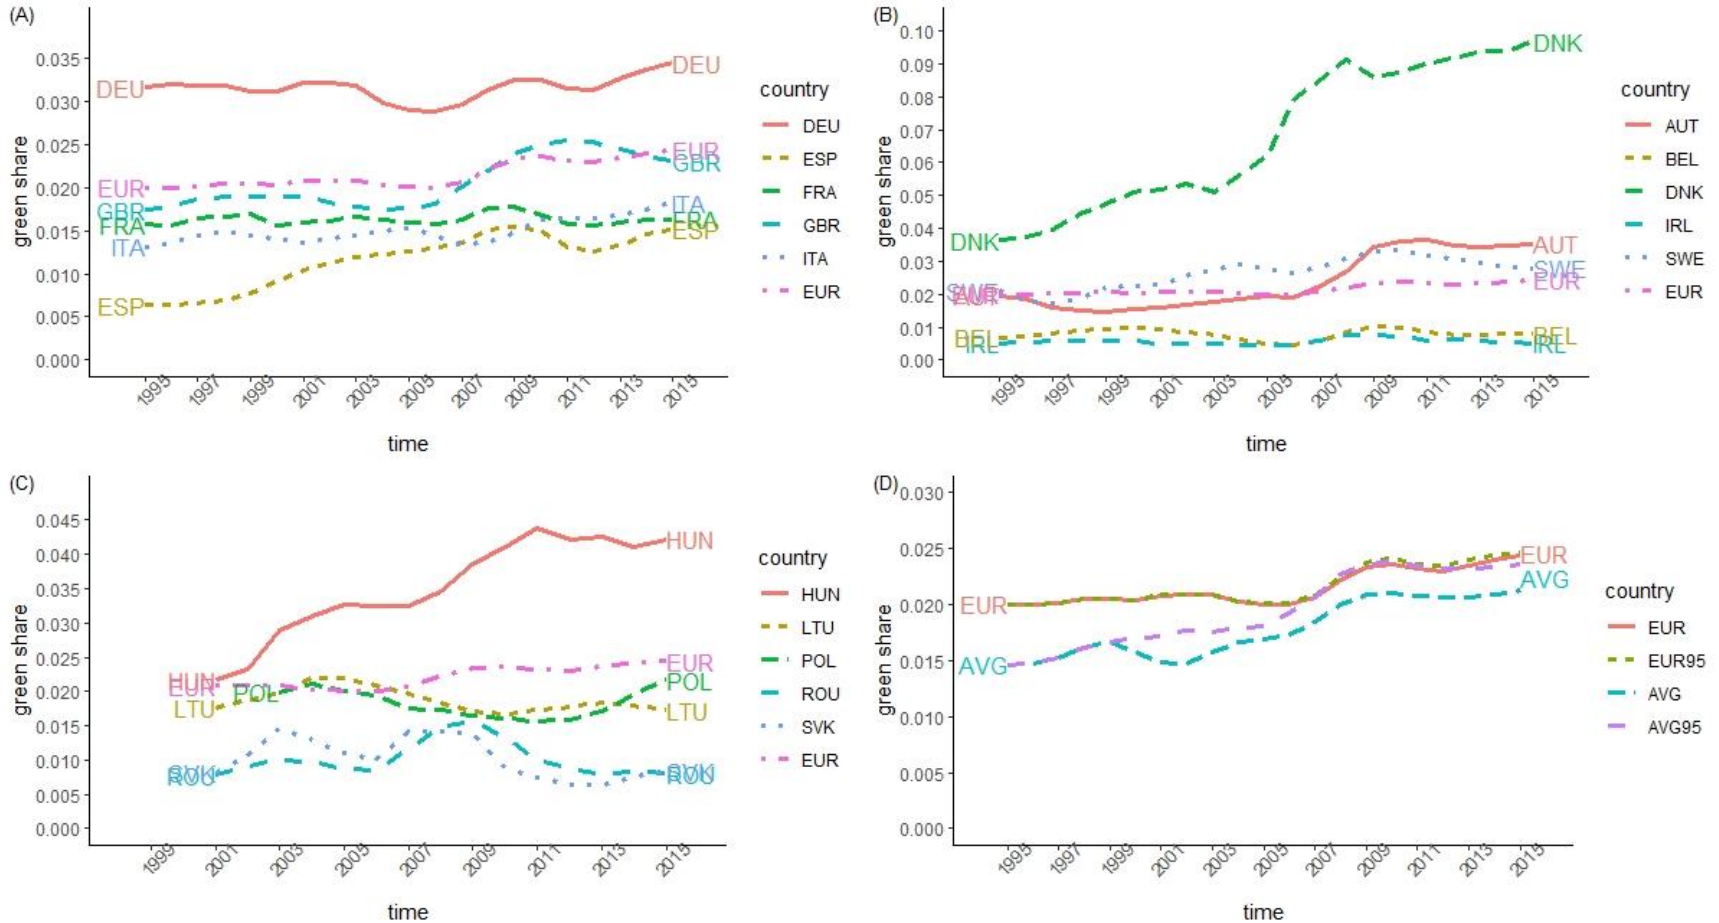 (A)
green share
0.035
0.030
0.025
0.020
0.015
0.010
0.005
0.000
DEU
EUR
GBR
FRA
ITA
ESP
DEU
EUR
GBR
ITA
FRA
ESP
1995 1997 1999 2001 2003 2005 2007 2009 2011 2013 2015
time
country
DEU
ESP
FRA
GBR
ITA
EUR
(B)
green share
0.10
0.09
0.08
0.07
0.06
0.05
0.04
0.03
0.02
0.01
0.00
DNK
SWE
AUT
EUR
BEL
IRL
DNK
AUT
SWE
EUR
BEL
IRL
1995 1997 1999 2001 2003 2005 2007 2009 2011 2013 2015
time
country
AUT
BEL
DNK
IRL
SWE
EUR
(C)
green share
0.045
0.040
0.035
0.030
0.025
0.020
0.015
0.010
0.005
0.000
HUN
EUR
POL
LTU
SVK
ROU
HUN
EUR
POL
LTU
SVK
ROU
1999 2001 2003 2005 2007 2009 2011 2013 2015
time
country
HUN
LTU
POL
ROU
SVK
EUR
(D)
green share
0.030
0.025
0.020
0.015
0.010
0.005
0.000
EUR
AVG
EUR
AVG
1995 1997 1999 2001 2003 2005 2007 2009 2011 2013 2015
time
country
EUR
EUR95
AVG
AVG95